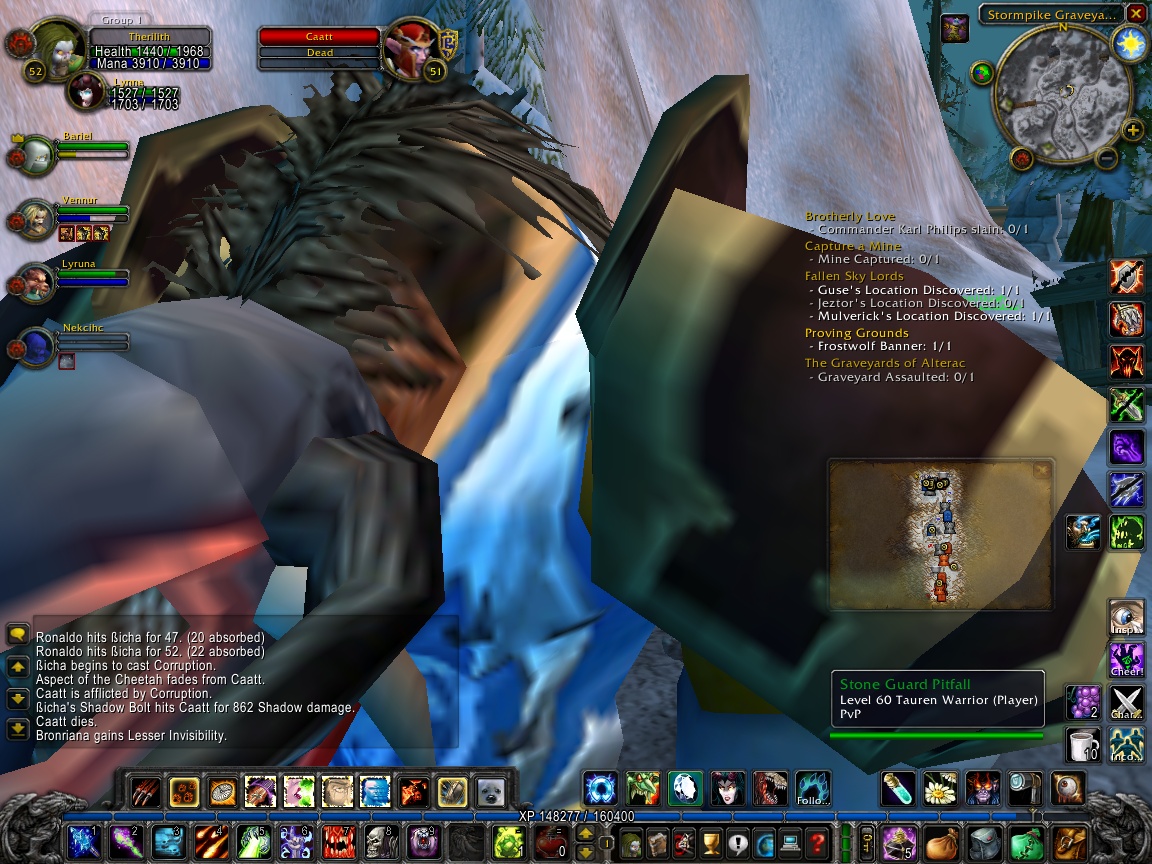 Group 1
Therilith
Health 1440 / 1968
Mana 3910 / 3910
52
Lynna
1527 / 1527
1703 / 1703
Caatt
Dead
51
Stormpike Graveya...
N
Bariel
Vennur
Lyruna
Nekcihc
Brotherly Love
- Commander Karl Philips slain: 0/1
Capture a Mine
- Mine Captured: 0/1
Fallen Sky Lords
- Guse's Location Discovered: 1/1
- Jeztor's Location Discovered: 0/1
- Mulverick's Location Discovered: 1/1
Proving Grounds
- Frostwolf Banner: 1/1
The Graveyards of Alterac
- Graveyard Assaulted: 0/1
Ronaldo hits ßicha for 47. (20 absorbed)
Ronaldo hits ßicha for 52. (22 absorbed)
ßicha begins to cast Corruption.
Aspect of the Cheetah fades from Caatt.
Caatt is afflicted by Corruption.
ßicha's Shadow Bolt hits Caatt for 862 Shadow damage.
Caatt dies.
Bronriana gains Lesser Invisibility.
Stone Guard Pitfall
Level 60 Tauren Warrior (Player)
PvP
Insp
Cheer!
2
Char..
10
Incd..
Follo..
XP 148277 / 160400
1
2
3
4
5
6
7
8
9
0
1
5